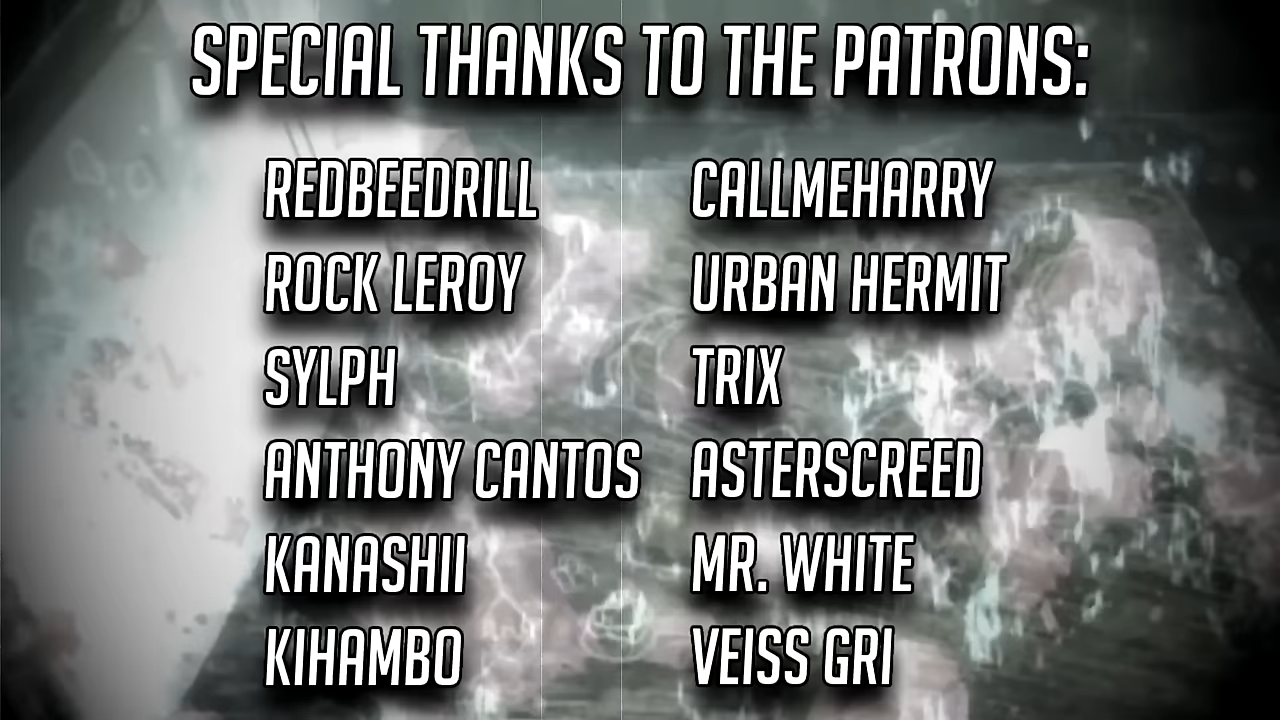 SPECIAL THANKS TO THE PATRONS:
REDBEEDRILL
ROCK LEROY
SYLPH
ANTHONY CANTOS
KANASHII
KIHAMBO
CALLMEHARRY
URBAN HERMIT
TRIX
ASTERSCREED
MR. WHITE
VEISS GRI